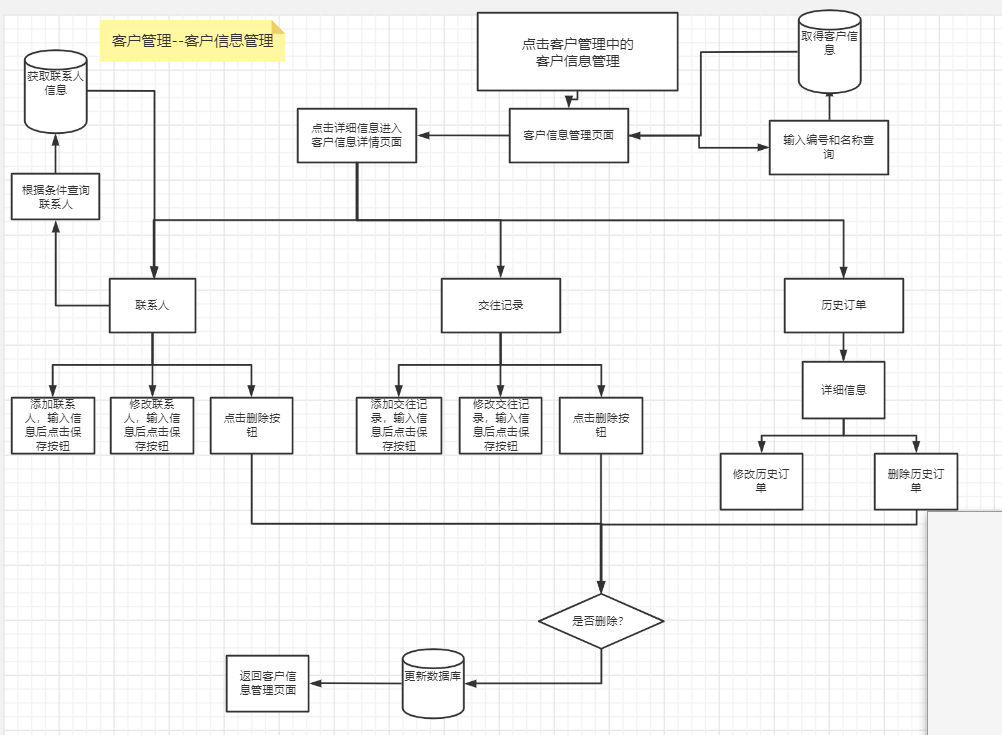 客户管理--客户信息管理
点击客户管理中的
客户信息管理
取得客户信
息
获取联系人
信息
点击详细信息进入
客户信息详情页面
客户信息管理页面
输入编号和名称查
询
根据条件查询
联系人
联系人
交往记录
历史订单
详细信息
添加联系
人，输入信
息后点击保
存按钮
修改联系
人，输入信
息后点击保
存按钮
点击删除按
钮
添加交往记
录，输入信
息后点击保
存按钮
修改交往记
录，输入信
息后点击保
存按钮
点击删除按
钮
修改历史订
单
删除历史订
单
是否删除?
返回客户信
息管理页面
更新数据库